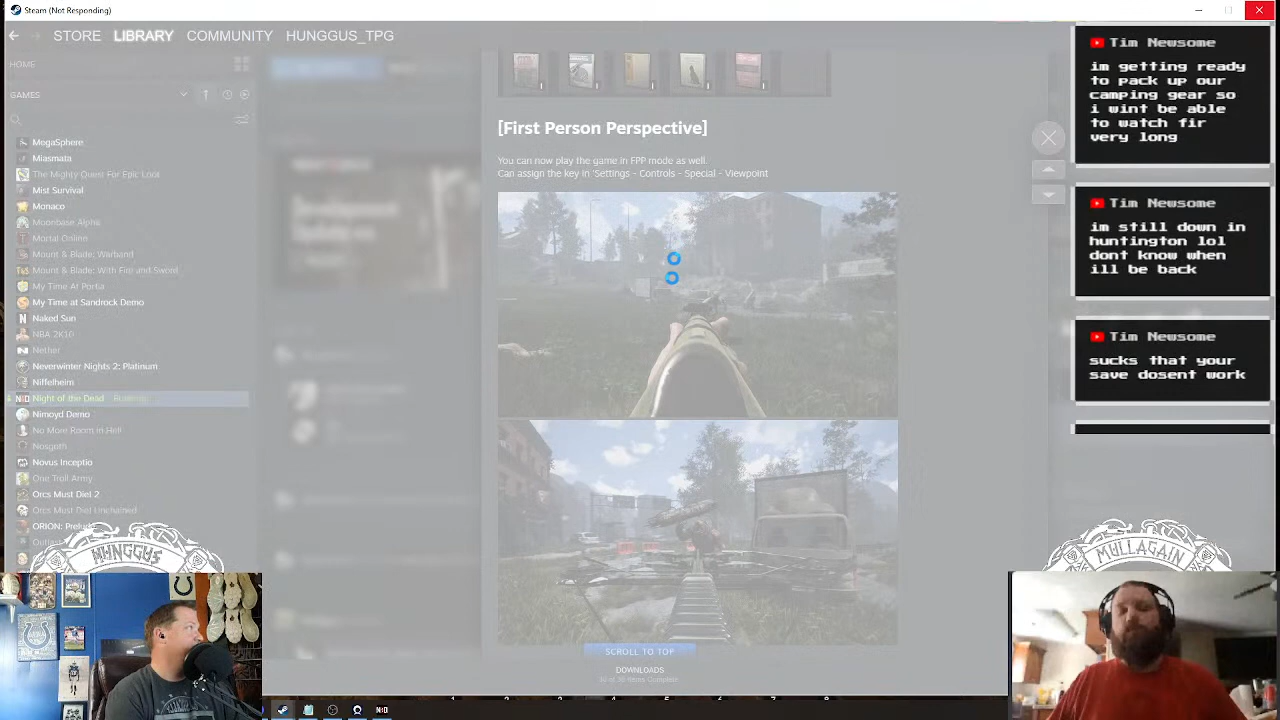 Steam (Not Responding)
STORE LIBRARY COMMUNITY HUNGGUS_TPG
HOME
GAMES
MegaSphere
Miasmata
The Mighty Quest For Epic Loot
Mist Survival
Monaco
Moonbase Alpha
Mortal Online
Mount & Blade: Warband
Mount & Blade: With Fire and Sword
My Time At Portia
My Time at Sandrock Demo
Naked Sun
NBA 2K10
Nether
Neverwinter Nights 2: Platinum
Niffelheim
Night of the Dead - Running
Nimoyd Demo
No More Room in Hell
Nosgoth
Novus Inceptio
One Troll Army
Orcs Must Die! 2
Orcs Must Die! Unchained
ORION: Prelude
[First Person Perspective]
You can now play the game in FPP mode as well.
Can assign the key in 'Settings - Controls - Special - Viewpoint
SCROLL TO TOP
DOWNLOADS
Tim Newsome
im getting ready
to pack up our
camping gear so
i wint be able
to watch fir
very long
Tim Newsome
im still down in
huntington lol
dont know when
ill be back
Tim Newsome
sucks that your
save dosent work
HUNGGUS
MULLAGAIN